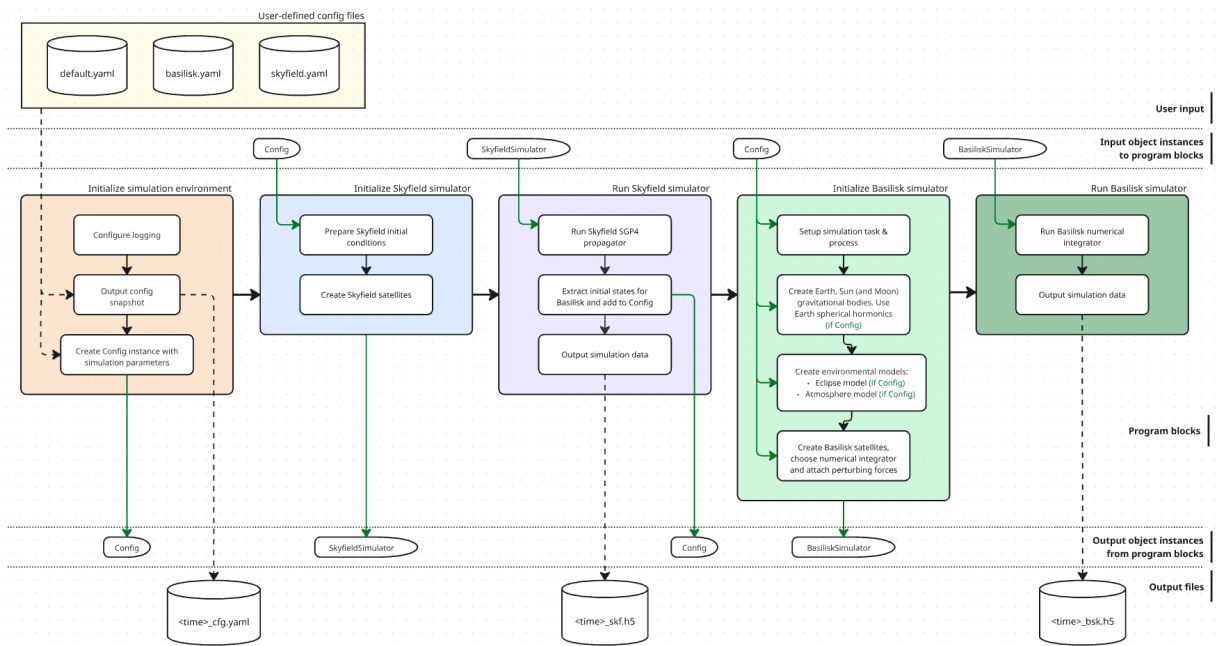 User-defined config files
default.yaml
basilisk.yaml
skyfield.yaml
User input
Config
SkyfieldSimulator
Config
BasiliskSimulator
Input object instances
to program blocks
Initialize simulation environment
Configure logging
Output config
snapshot
Create Config instance with
simulation parameters
Initialize Skyfield simulator
Prepare Skyfield initial
conditions
Create Skyfield satellites
Run Skyfield simulator
Run Skyfield SGP4
propagator
Extract initial states for
Basilisk and add to Config
Output simulation data
Initialize Basilisk simulator
Setup simulation task &
process
Create Earth, Sun (and Moon)
gravitational bodies. Use
Earth spherical hormonics
(if Config)
Create environmental models:
• Eclipse model (if Config)
• Atmosphere model (if Config)
Create Basilisk satellites,
choose numerical integrator
and attach perturbing forces
Run Basilisk simulator
Run Basilisk numerical
integrator
Output simulation data
Program blocks
Config
SkyfieldSimulator
Config
BasiliskSimulator
Output object instances
from program blocks
Output files
<time>_cfg.yaml
<time>_skf.h5
<time>_bsk.h5